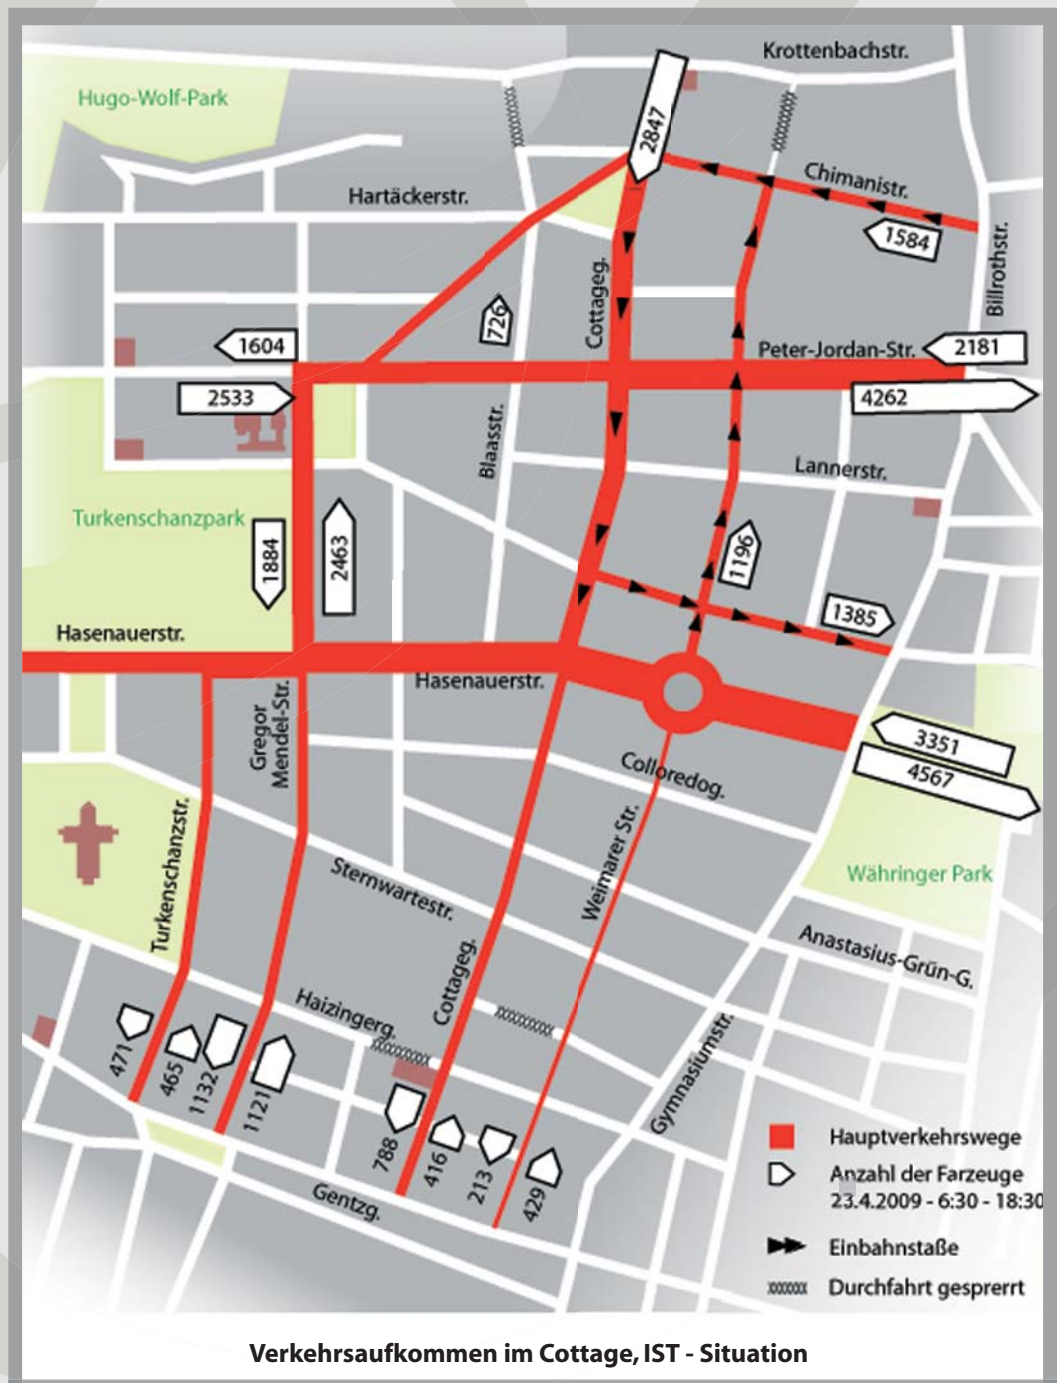 Krottenbachstr.
Hugo-Wolf-Park
2847
Chimanistr.
Hartäckerstr.
1584
Billrothstr.
Cottageg.
726
1604
Peter-Jordan-Str.
2181
2533
4262
Blaasstr.
Lannerstr.
Turkenschanzpark
1884
2463
1196
1385
Hasenauerstr.
Hasenauerstr.
Gregor
Mendel-Str.
3351
4567
Colloredog.
Turkenschanzstr.
Weimarer Str.
Sternwartestr.
Währinger Park
Anastasius-Grün-G.
Cottageg.
Haizingerg.
Gymnasiumstr.
471
465
1132
1121
788
416
213
429
Gentzg.
Hauptverkehrswege
Anzahl der Farzeuge
23.4.2009 - 6:30 - 18:30
Einbahnstaße
Durchfahrt gesprerrt
Verkehrsaufkommen im Cottage, IST - Situation